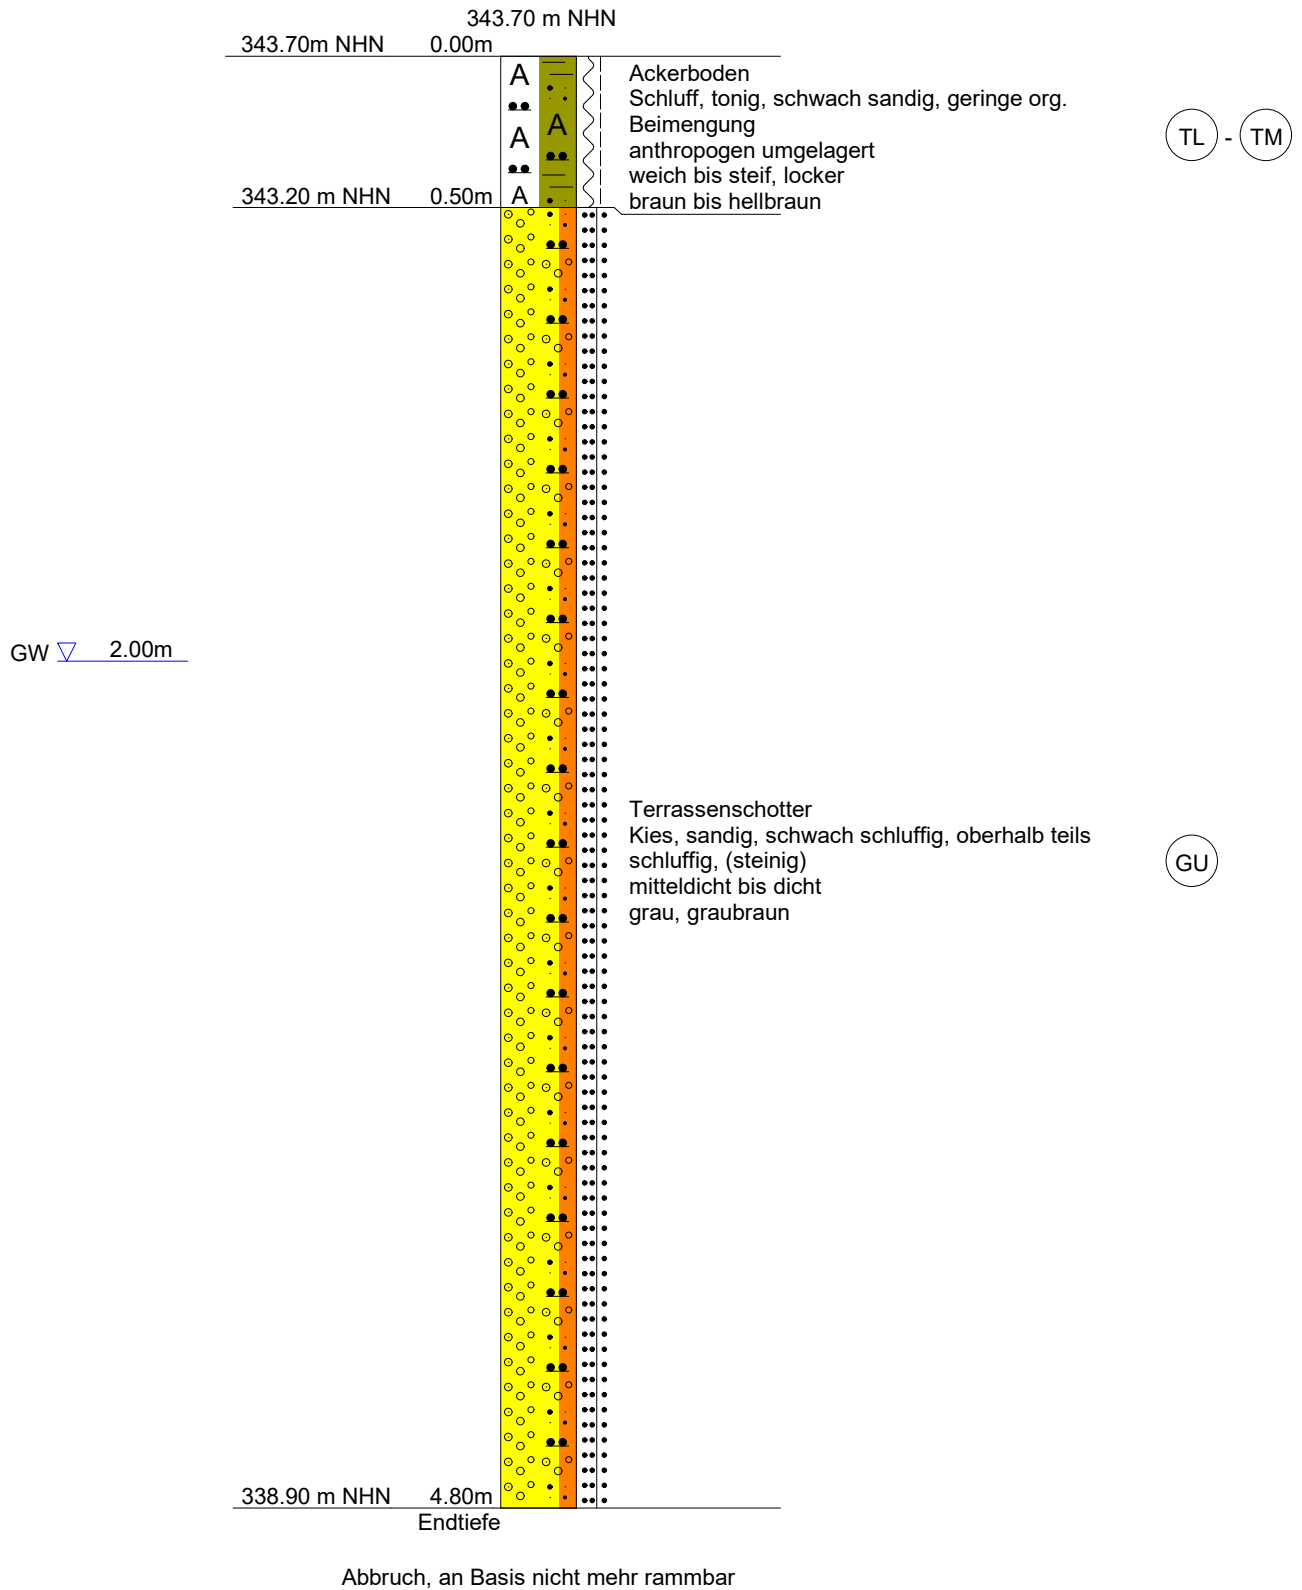 343.70 m NHN
343.70m NHN 0.00m
A
A
A
A
Ackerboden
Schluff, tonig, schwach sandig, geringe org.
Beimengung
anthropogen umgelagert
weich bis steif, locker
braun bis hellbraun
TL - TM
343.20 m NHN 0.50m
GW 2.00m
Terrassenschotter
Kies, sandig, schwach schluffig, oberhalb teils
schluffig, (steinig)
mitteldicht bis dicht
grau, graubraun
GU
338.90 m NHN 4.80m
Endtiefe
Abbruch, an Basis nicht mehr rammbar